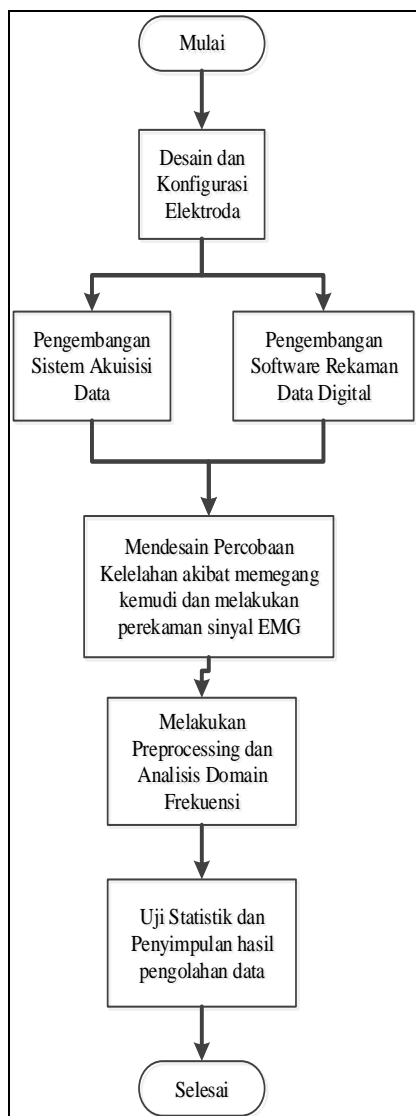 Mulai
Desain dan
Konfigurasi
Elektroda
Pengembangan
Sistem Akuisisi
Data
Pengembangan
Software Rekaman
Data Digital
Mendesain Percobaan
Kelelahan akibat memegang
kemudi dan melakukan
perekaman sinyal EMG
Melakukan
Preprocessing dan
Analisis Domain
Frekuensi
Uji Statistik dan
Penyimpulan hasil
pengolahan data
Selesai